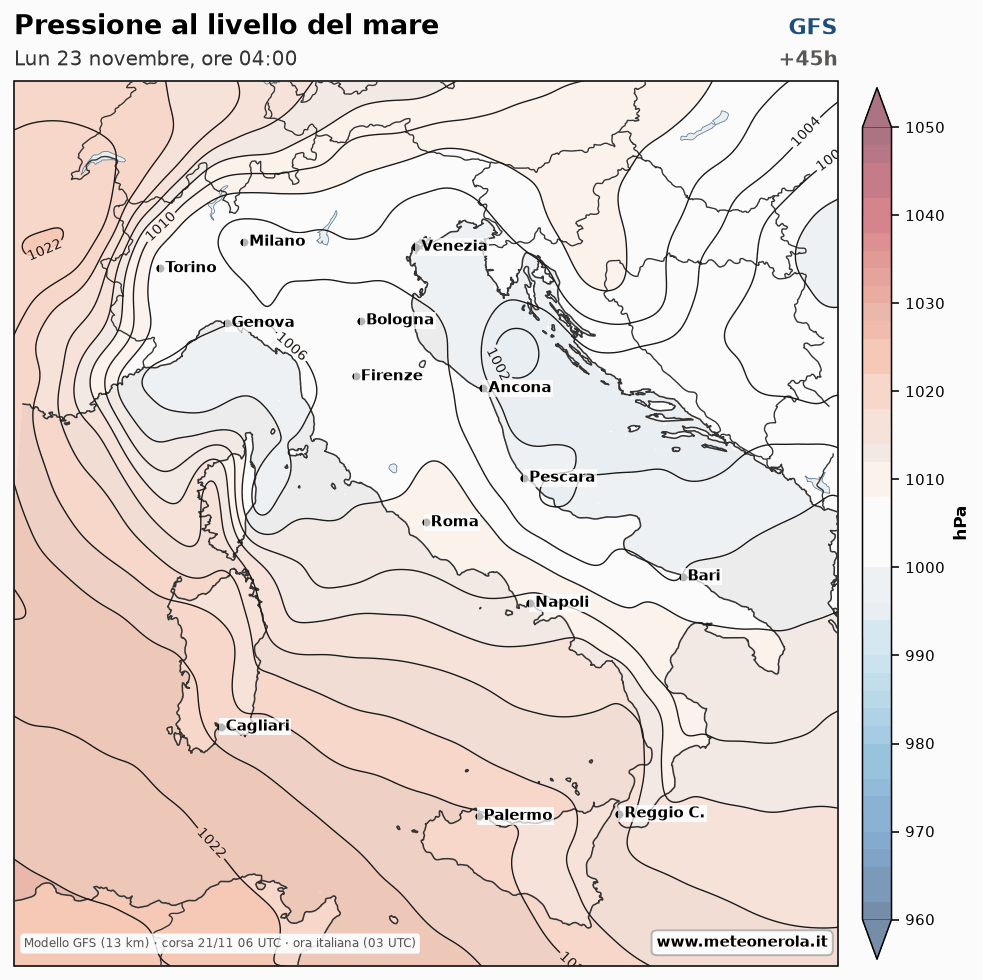 Pressione al livello del mare
GFS
Lun 23 novembre, ore 04:00
+45h
1004
1010
1022
Milano
Venezia
Torino
Genova
Bologna
1006
1002
Firenze
Ancona
Pescara
Roma
Bari
Napoli
Cagliari
Palermo
Reggio C.
1022
Modello GFS (13 km) · corsa 21/11 06 UTC · ora italiana (03 UTC)
www.meteonerola.it
1050
1040
1030
1020
1010
1000
990
980
970
960
hPa